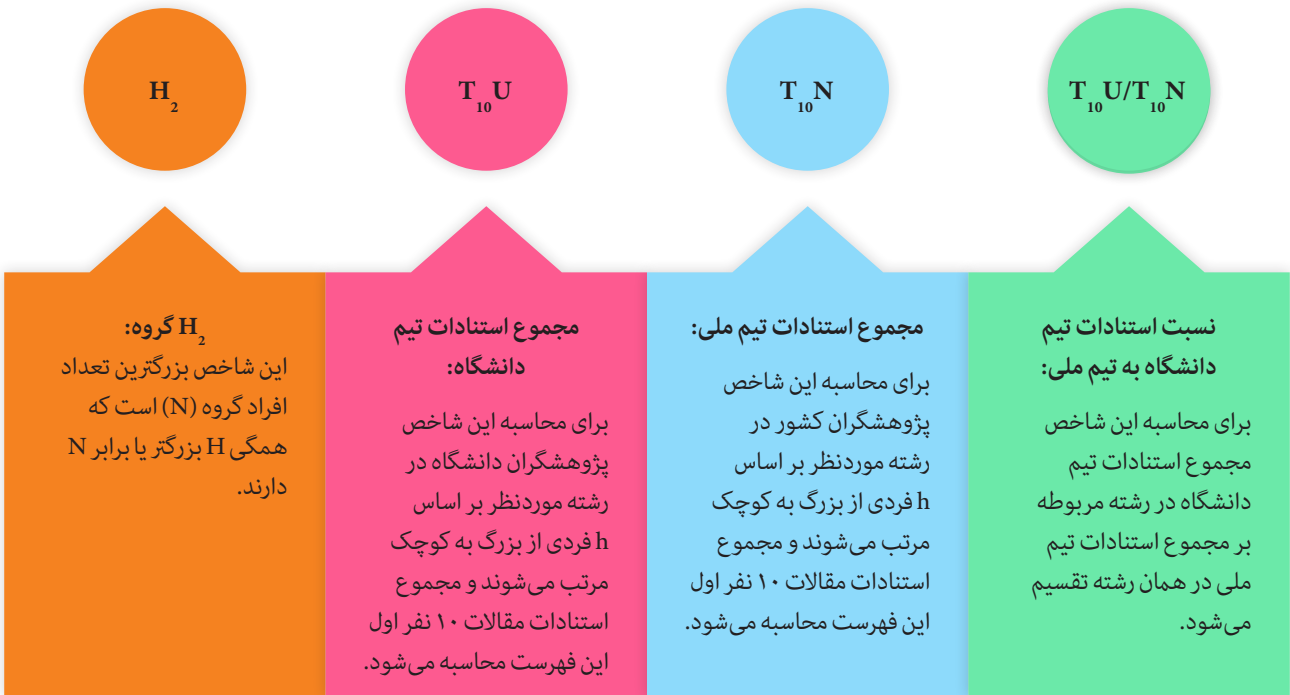 T₁₀U/T₁₀N
نسبت استنادات تیم
دانشگاه به تیم ملی:
برای محاسبه این شاخص
مجموع استنادات تیم
دانشگاه در رشته مربوطه
بر مجموع استنادات تیم
ملی در همان رشته تقسیم
می‌شود.
T₁₀N
مجموع استنادات تیم ملی:
برای محاسبه این شاخص
پژوهشگران کشور در
رشته موردنظر بر اساس
h فردی از بزرگ به کوچک
مرتب می‌شوند و مجموع
استنادات مقالات ۱۰ نفر اول
این فهرست محاسبه می‌شود.
T₁₀U
مجموع استنادات تیم
دانشگاه:
برای محاسبه این شاخص
پژوهشگران دانشگاه در
رشته موردنظر بر اساس
h فردی از بزرگ به کوچک
مرتب می‌شوند و مجموع
استنادات مقالات ۱۰ نفر اول
این فهرست محاسبه می‌شود.
H₂
H₂ گروه:
این شاخص بزرگترین تعداد
افراد گروه (N) است که
همگی H بزرگتر یا برابر N
دارند.